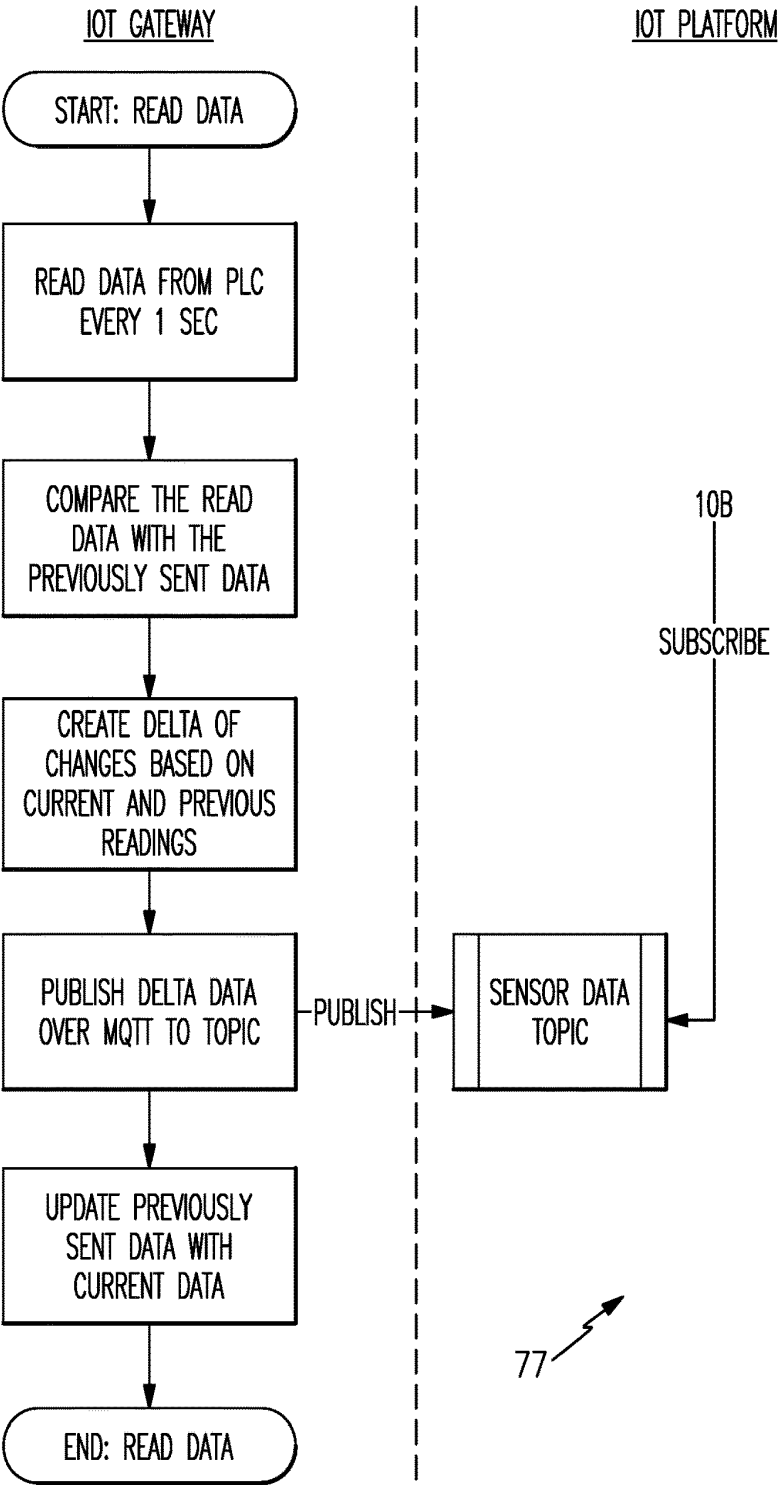 IOT GATEWAY
IOT PLATFORM
START: READ DATA
READ DATA FROM PLC
EVERY 1 SEC
COMPARE THE READ
DATA WITH THE
PREVIOUSLY SENT DATA
10B
SUBSCRIBE
CREATE DELTA OF
CHANGES BASED ON
CURRENT AND PREVIOUS
READINGS
PUBLISH DELTA DATA
OVER MQTT TO TOPIC
PUBLISH
SENSOR DATA
TOPIC
UPDATE PREVIOUSLY
SENT DATA WITH
CURRENT DATA
77
END: READ DATA